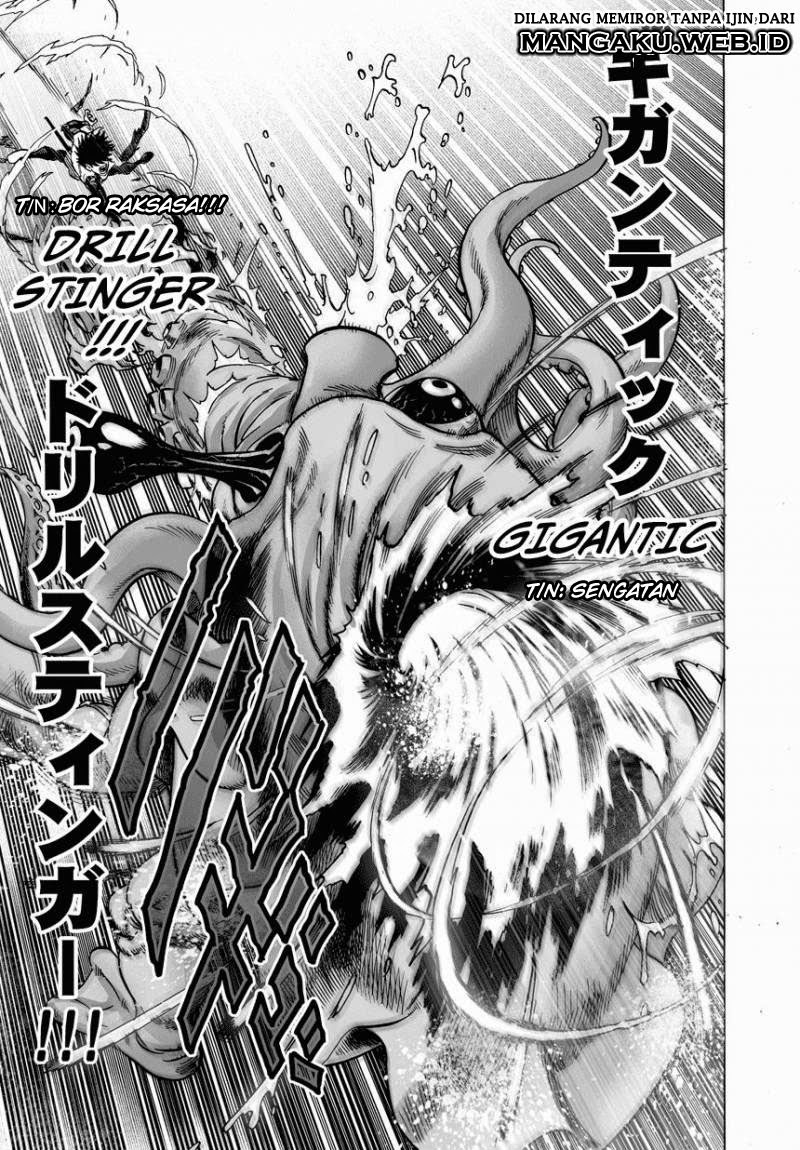 DILARANG MEMIROR TANPA IJIN DARI
MANGAKU.WEB.ID
ギガンティック
GIGANTIC
T/N: SENGATAN
T/N: BOR RAKSASA!!!
DRILL
STINGER
!!!
ドリルスティンガー!!!